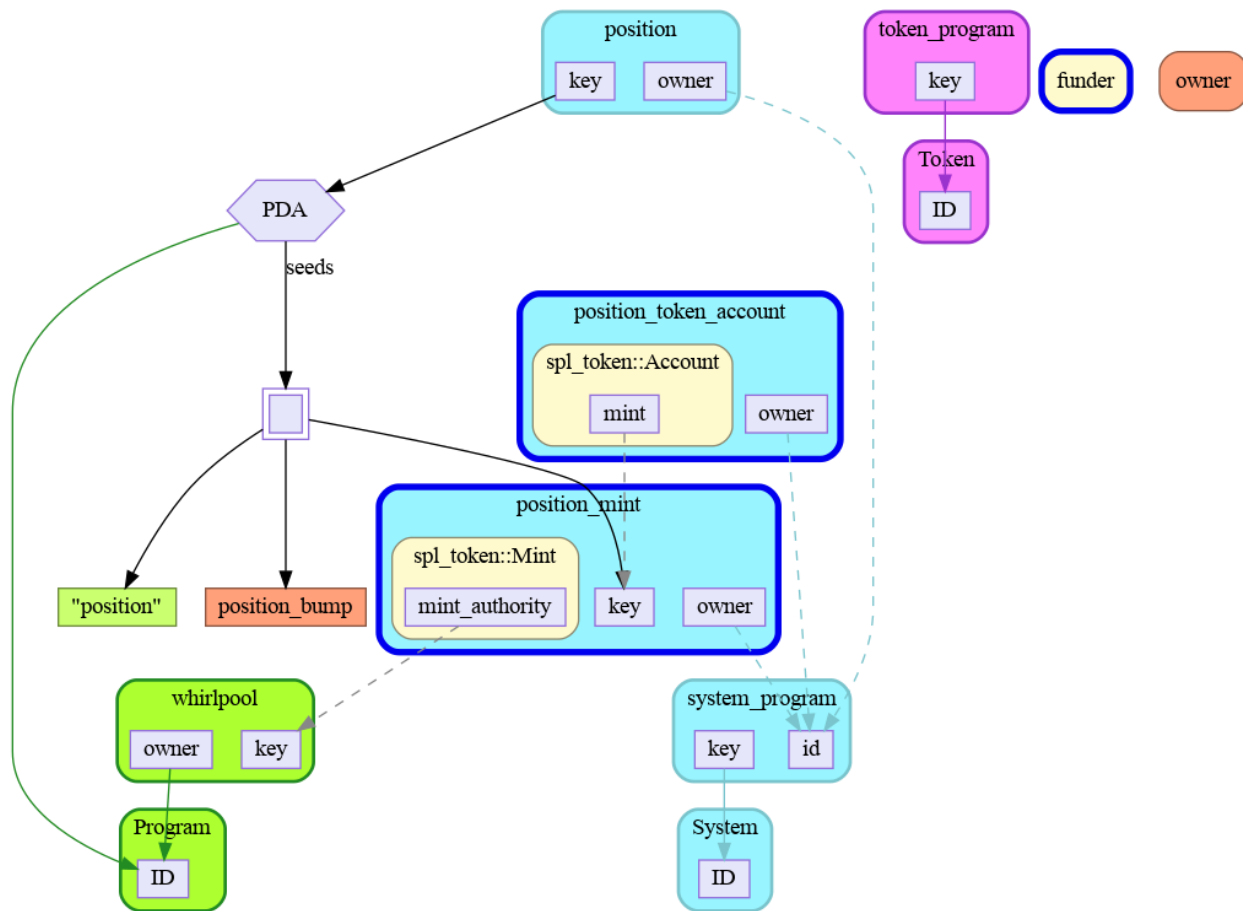 position
key
owner
token_program
key
funder
owner
Token
ID
PDA
seeds
position_token_account
spl_token::Account
mint
owner
position_mint
spl_token::Mint
mint_authority
key
owner
"position"
position_bump
whirlpool
owner
key
system_program
key
id
Program
ID
System
ID